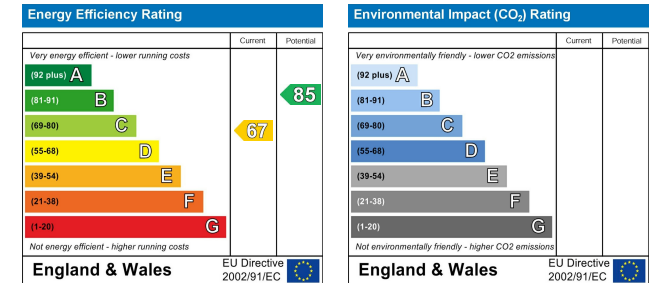 Energy Efficiency Rating
Current Potential
Very energy efficient - lower running costs
(92 plus) A
(81-91) B
(69-80) C
(55-68) D
(39-54) E
(21-38) F
(1-20) G
67
85
Not energy efficient - higher running costs
England & Wales
EU Directive
2002/91/EC
Environmental Impact (CO₂) Rating
Current Potential
Very environmentally friendly - lower CO2 emissions
(92 plus) A
(81-91) B
(69-80) C
(55-68) D
(39-54) E
(21-38) F
(1-20) G
Not environmentally friendly - higher CO2 emissions
England & Wales
EU Directive
2002/91/EC